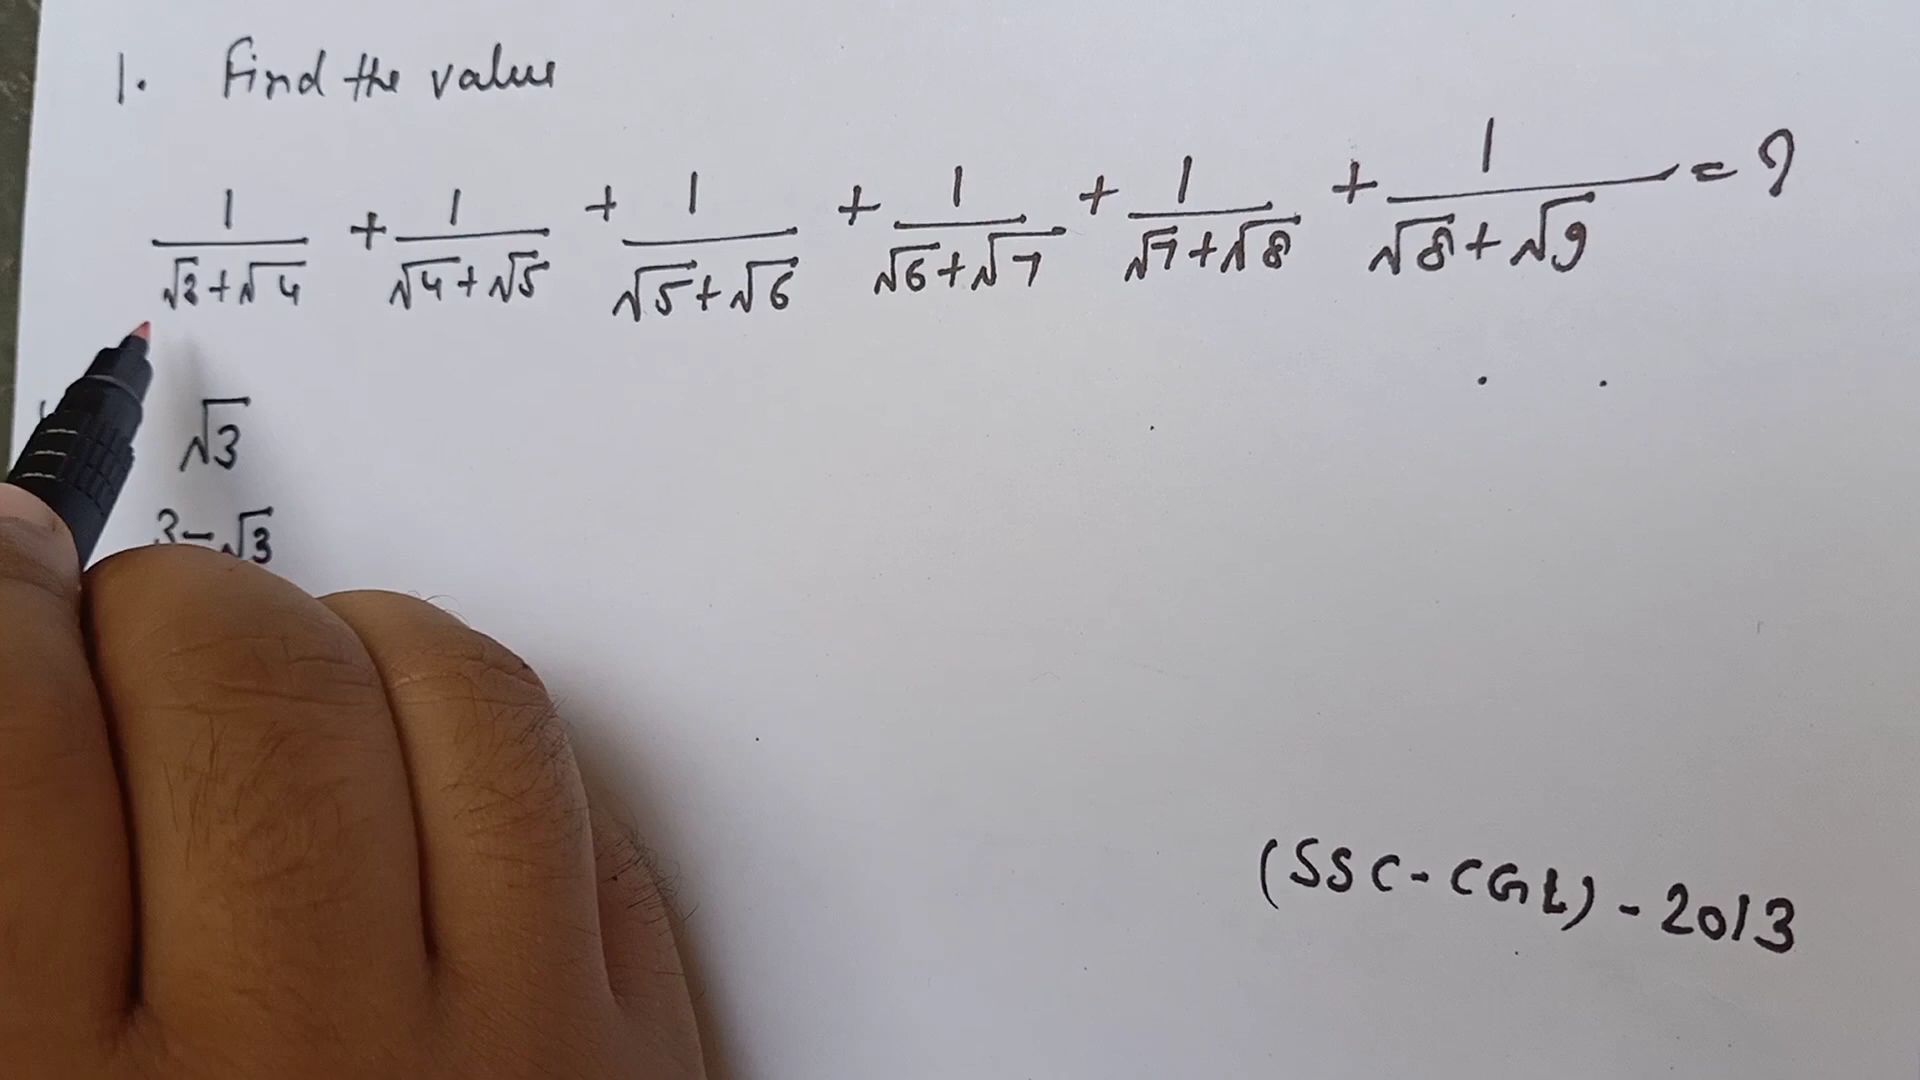 1. Find the value
1/(√3+√4) + 1/(√4+√5) + 1/(√5+√6) + 1/(√6+√7) + 1/(√7+√8) + 1/(√8+√9) = ?
√3
3-√3
(SSC-CGL)-2013